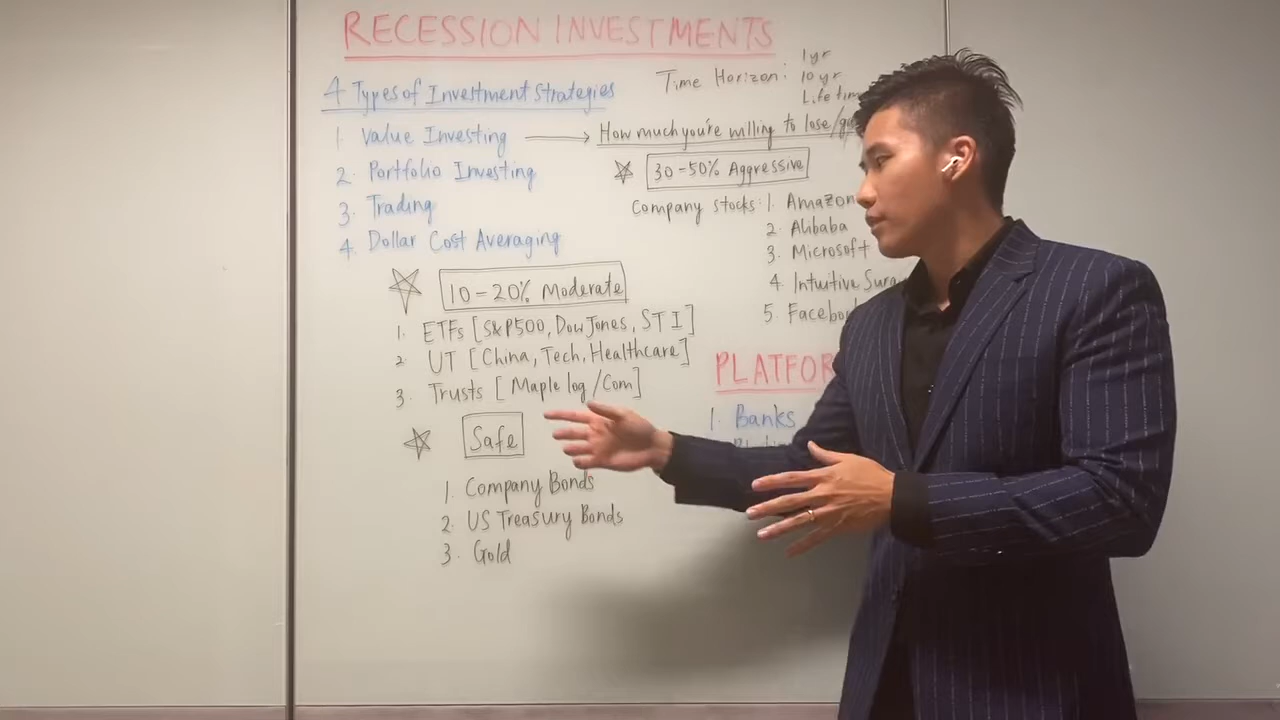 RECESSION INVESTMENTS
4 Types of Investment Strategies
1. Value Investing
2. Portfolio Investing
3. Trading
4. Dollar Cost Averaging
Time Horizon: 1yr
10 yr
Life
How much you're willing to lose/
30-50% Aggressive
Company stocks: 1. Amazon
2. Alibaba
3. Microsoft
4. Intuitive
5.
10-20% Moderate
1. ETFs [S&P500, Dow Jones, STI]
2 UT [China, Tech, Healthcare]
3. Trusts [Maple log/Com]
Safe
1. Company Bonds
2. US Treasury Bonds
3. Gold
1. Banks